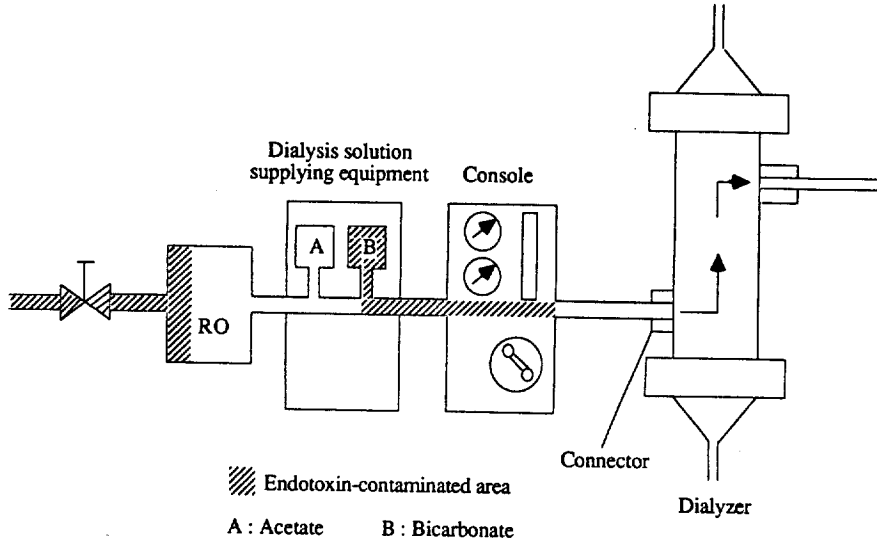 Dialysis solution
supplying equipment
Console
A
B
RO
Connector
Dialyzer
Endotoxin-contaminated area
A : Acetate B : Bicarbonate